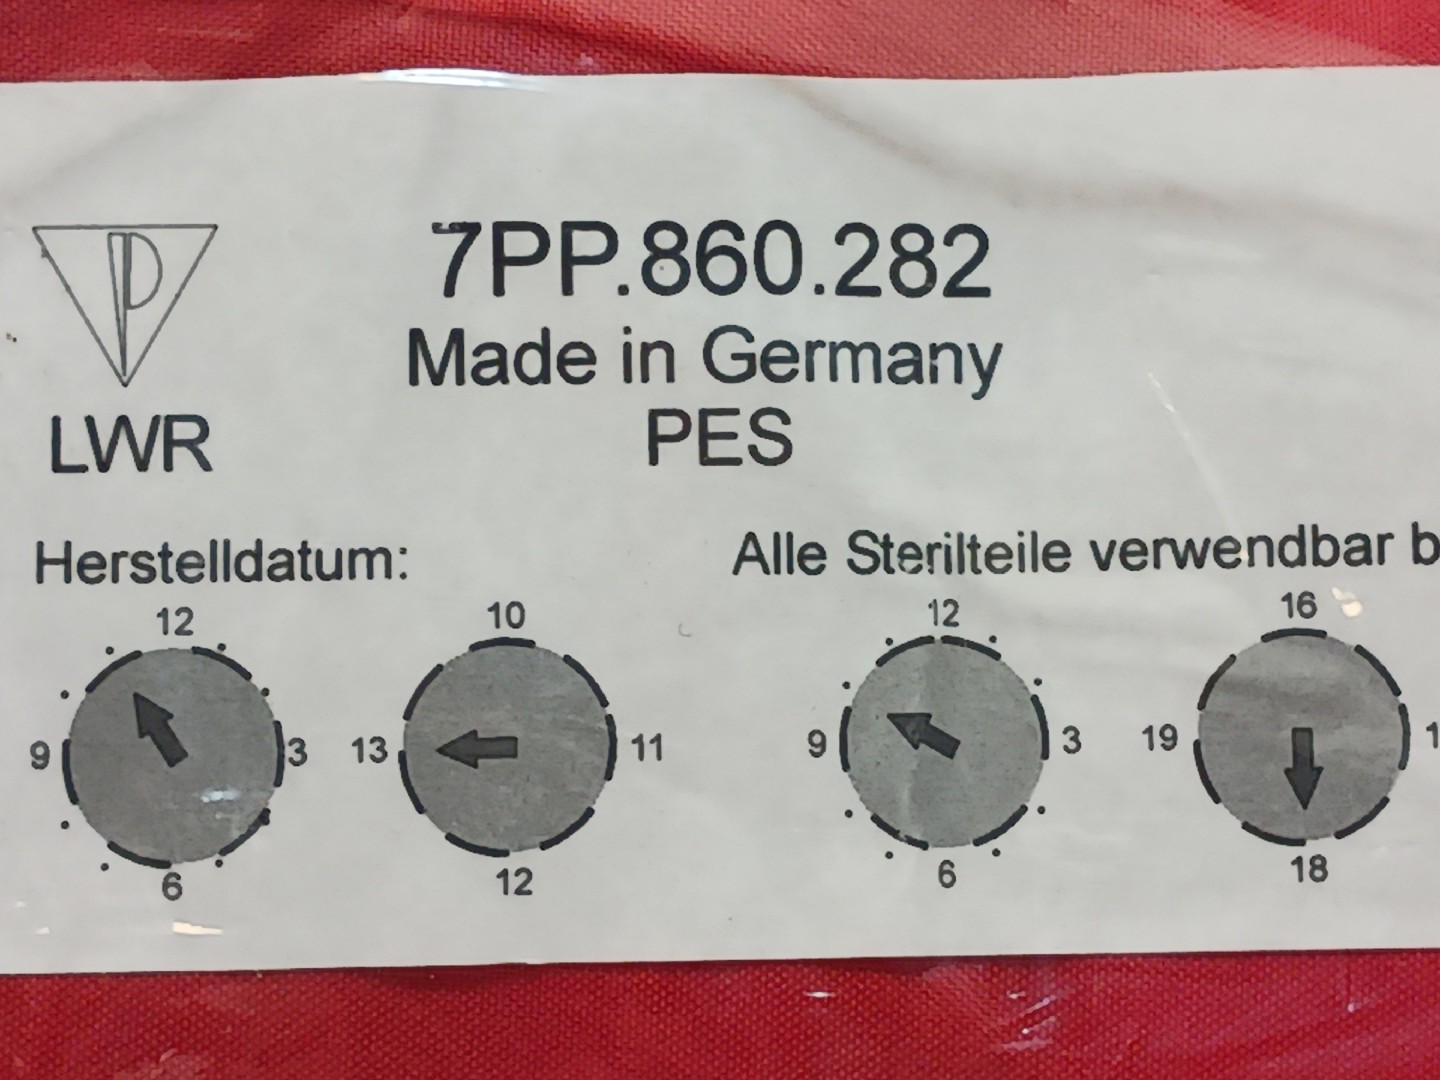 7PP.860.282
Made in Germany
PES
LWR
Herstelldatum:
Alle Sterilteile verwendbar b
12
3
6
9
10
11
12
13
12
3
6
9
16
1
18
19